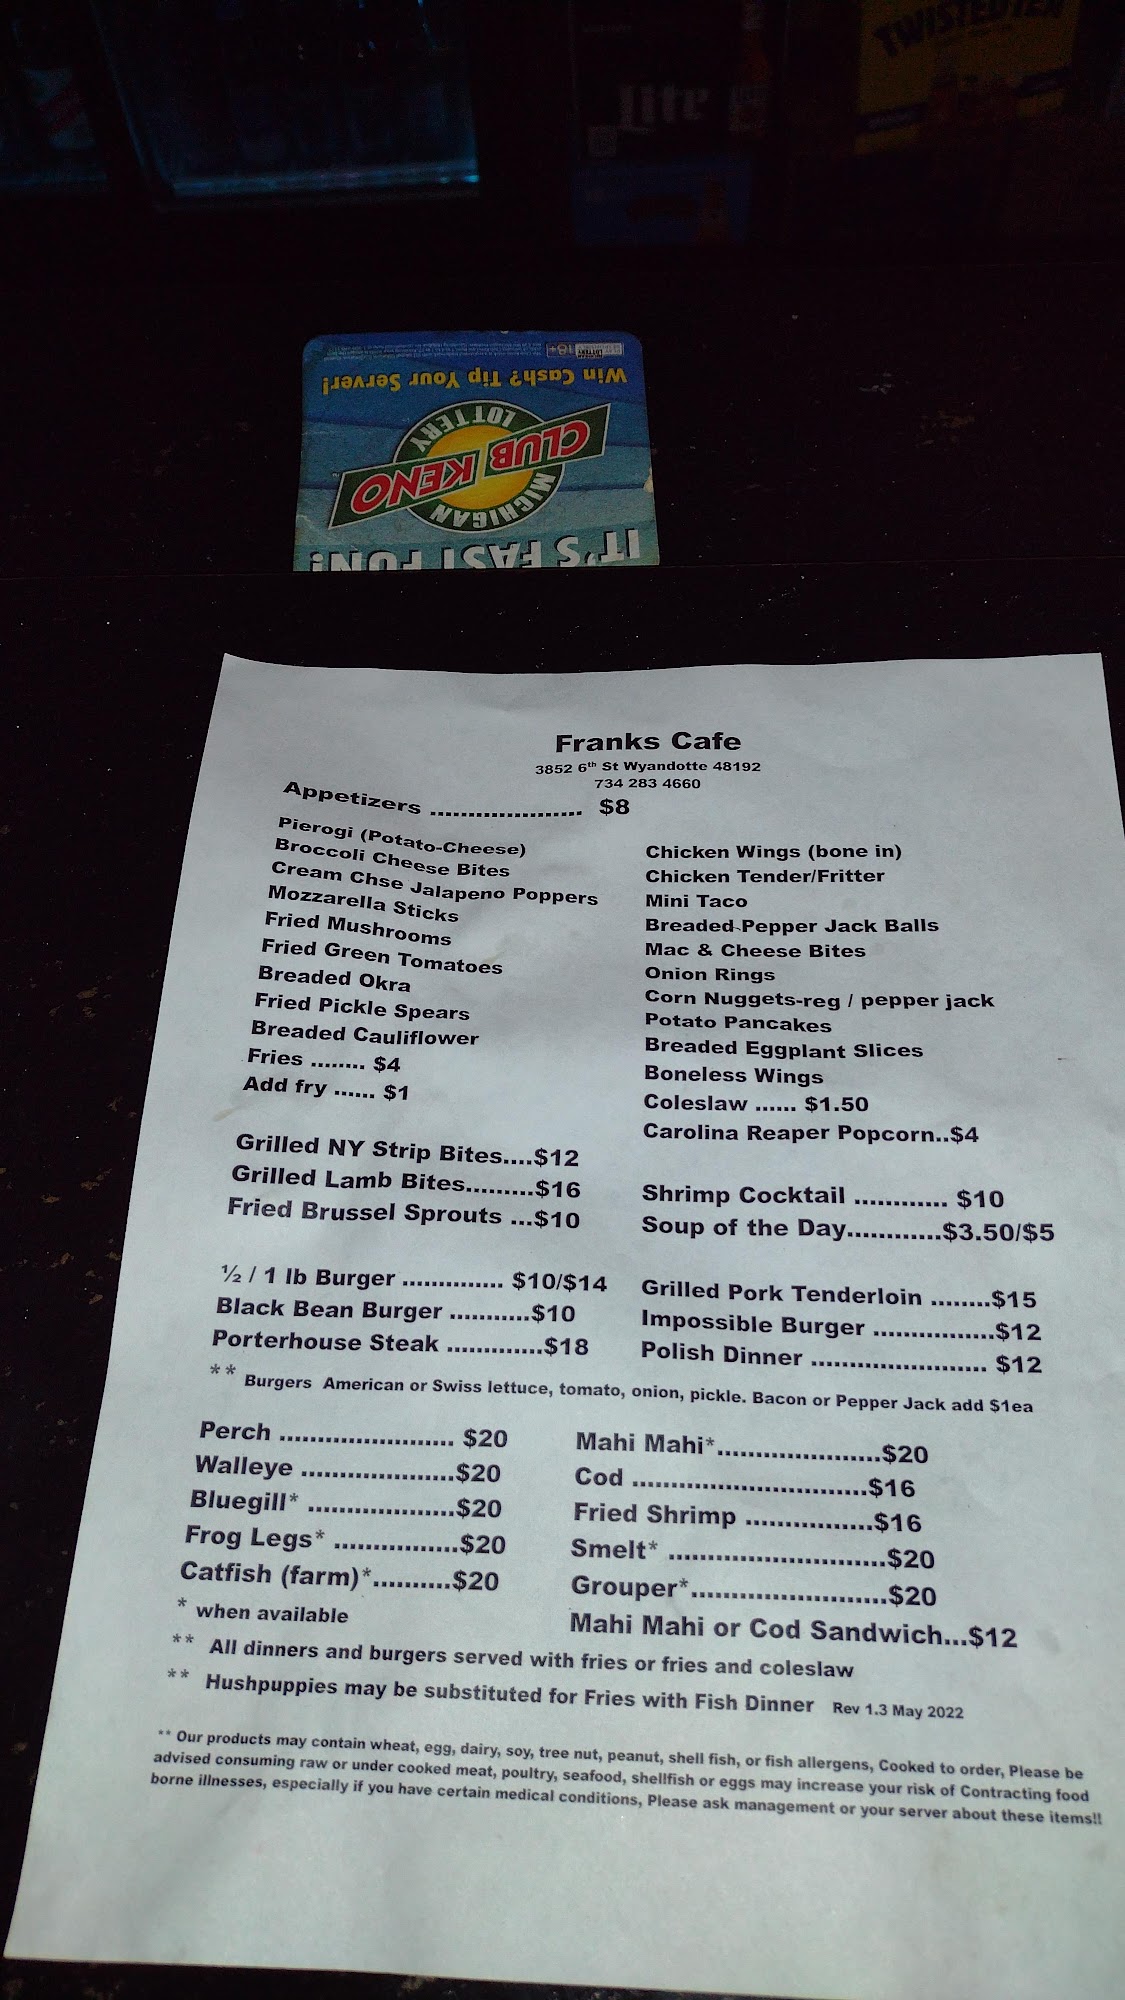 TWISTED TEA
Lite
IT'S FAST FUN!
MICHIGAN
CLUB KENO
LOTTERY
Win Cash? Tip Your Server!
18+
Franks Cafe
3852 6th St Wyandotte 48192
734 283 4660
Appetizers .................... $8
Pierogi (Potato-Cheese)
Broccoli Cheese Bites
Cream Chse Jalapeno Poppers
Mozzarella Sticks
Fried Mushrooms
Fried Green Tomatoes
Breaded Okra
Fried Pickle Spears
Breaded Cauliflower
Fries ........ $4
Add fry ...... $1
Chicken Wings (bone in)
Chicken Tender/Fritter
Mini Taco
Breaded Pepper Jack Balls
Mac & Cheese Bites
Onion Rings
Corn Nuggets-reg / pepper jack
Potato Pancakes
Breaded Eggplant Slices
Boneless Wings
Coleslaw ...... $1.50
Carolina Reaper Popcorn..$4
Grilled NY Strip Bites....$12
Grilled Lamb Bites.........$16
Fried Brussel Sprouts ...$10
Shrimp Cocktail ............ $10
Soup of the Day............$3.50/$5
½ / 1 lb Burger .............. $10/$14
Black Bean Burger ...........$10
Porterhouse Steak .............$18
Grilled Pork Tenderloin ........$15
Impossible Burger .................$12
Polish Dinner ........................ $12
** Burgers American or Swiss lettuce, tomato, onion, pickle. Bacon or Pepper Jack add $1ea
Perch ........................ $20
Walleye .....................$20
Bluegill* ....................$20
Frog Legs* .................$20
Catfish (farm)*..........$20
* when available
Mahi Mahi*......................$20
Cod ...............................$16
Fried Shrimp .................$16
Smelt* ............................$20
Grouper*..........................$20
Mahi Mahi or Cod Sandwich...$12
** All dinners and burgers served with fries or fries and coleslaw
** Hushpuppies may be substituted for Fries with Fish Dinner Rev 1.3 May 2022
** Our products may contain wheat, egg, dairy, soy, tree nut, peanut, shell fish, or fish allergens, Cooked to order, Please be
advised consuming raw or under cooked meat, poultry, seafood, shellfish or eggs may increase your risk of Contracting food
borne illnesses, especially if you have certain medical conditions, Please ask management or your server about these items!!